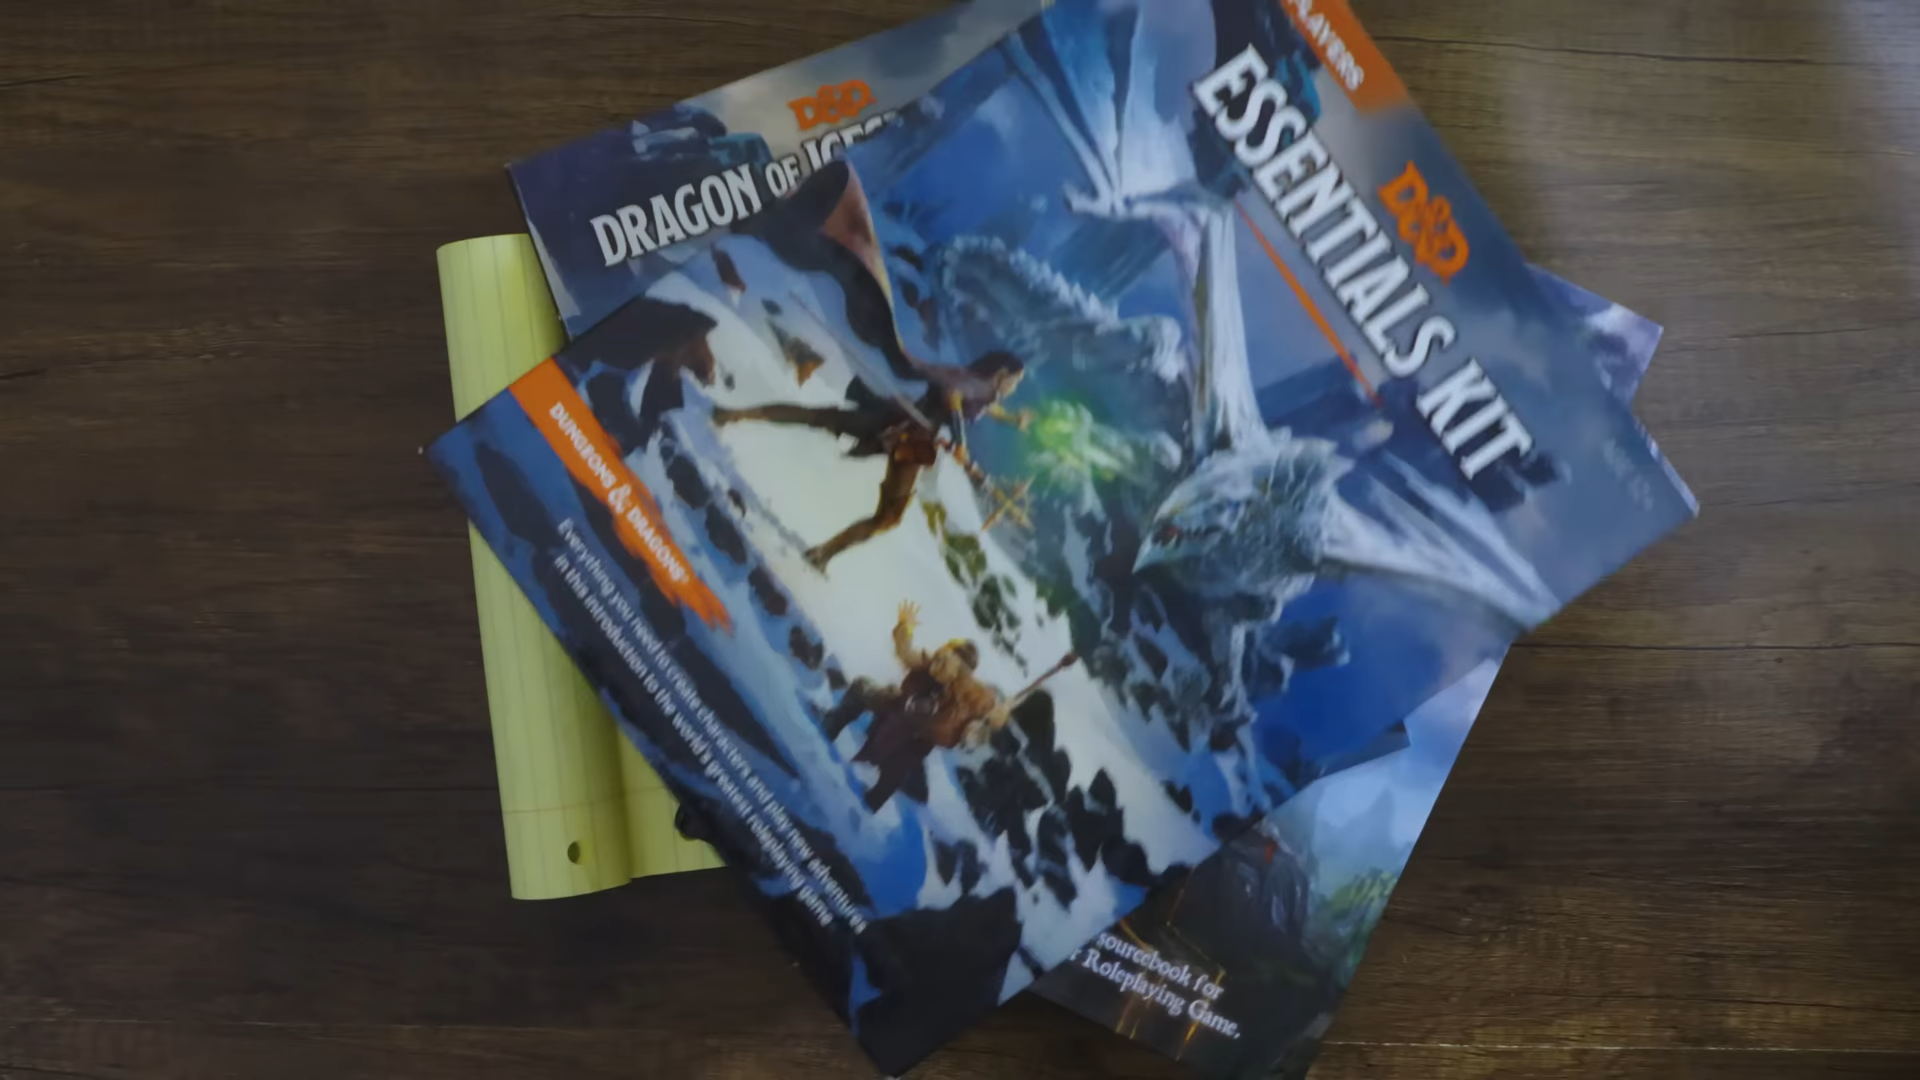 D&D
DRAGON OF
PLAYERS
D&D
ESSENTIALS KIT
DUNGEONS & DRAGONS®
Everything you need to create characters and play new adventures
in this introduction to the world's greatest roleplaying game
sourcebook for
Roleplaying Game.